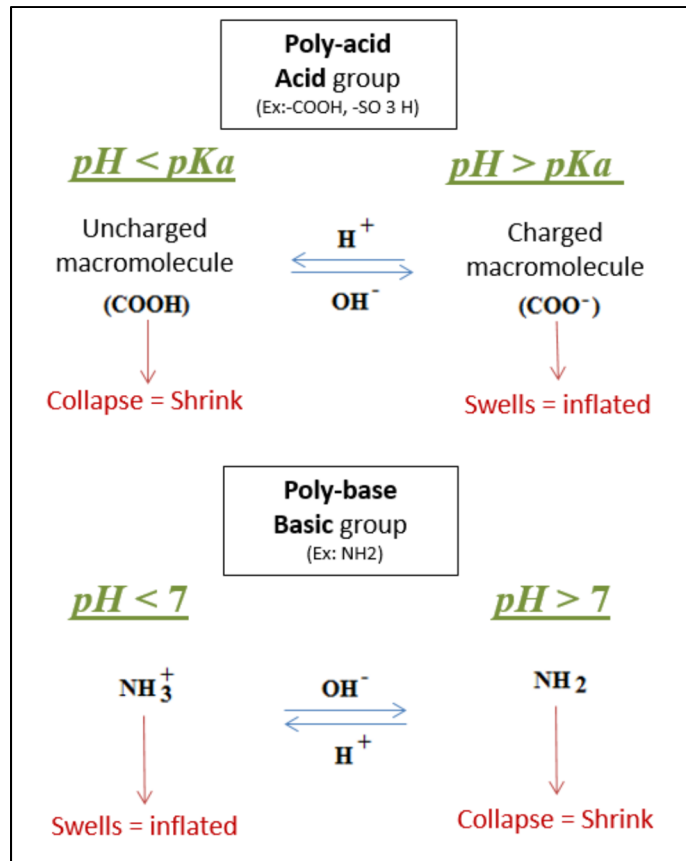 Poly-acid
Acid group
(Ex:-COOH, -SO 3 H)
pH < pKa
pH > pKa
Uncharged
macromolecule
(COOH)
H+
OH-
Charged
macromolecule
(COO-)
Collapse = Shrink
Swells = inflated
Poly-base
Basic group
(Ex: NH2)
pH < 7
pH > 7
NH3+
OH-
H+
NH2
Swells = inflated
Collapse = Shrink